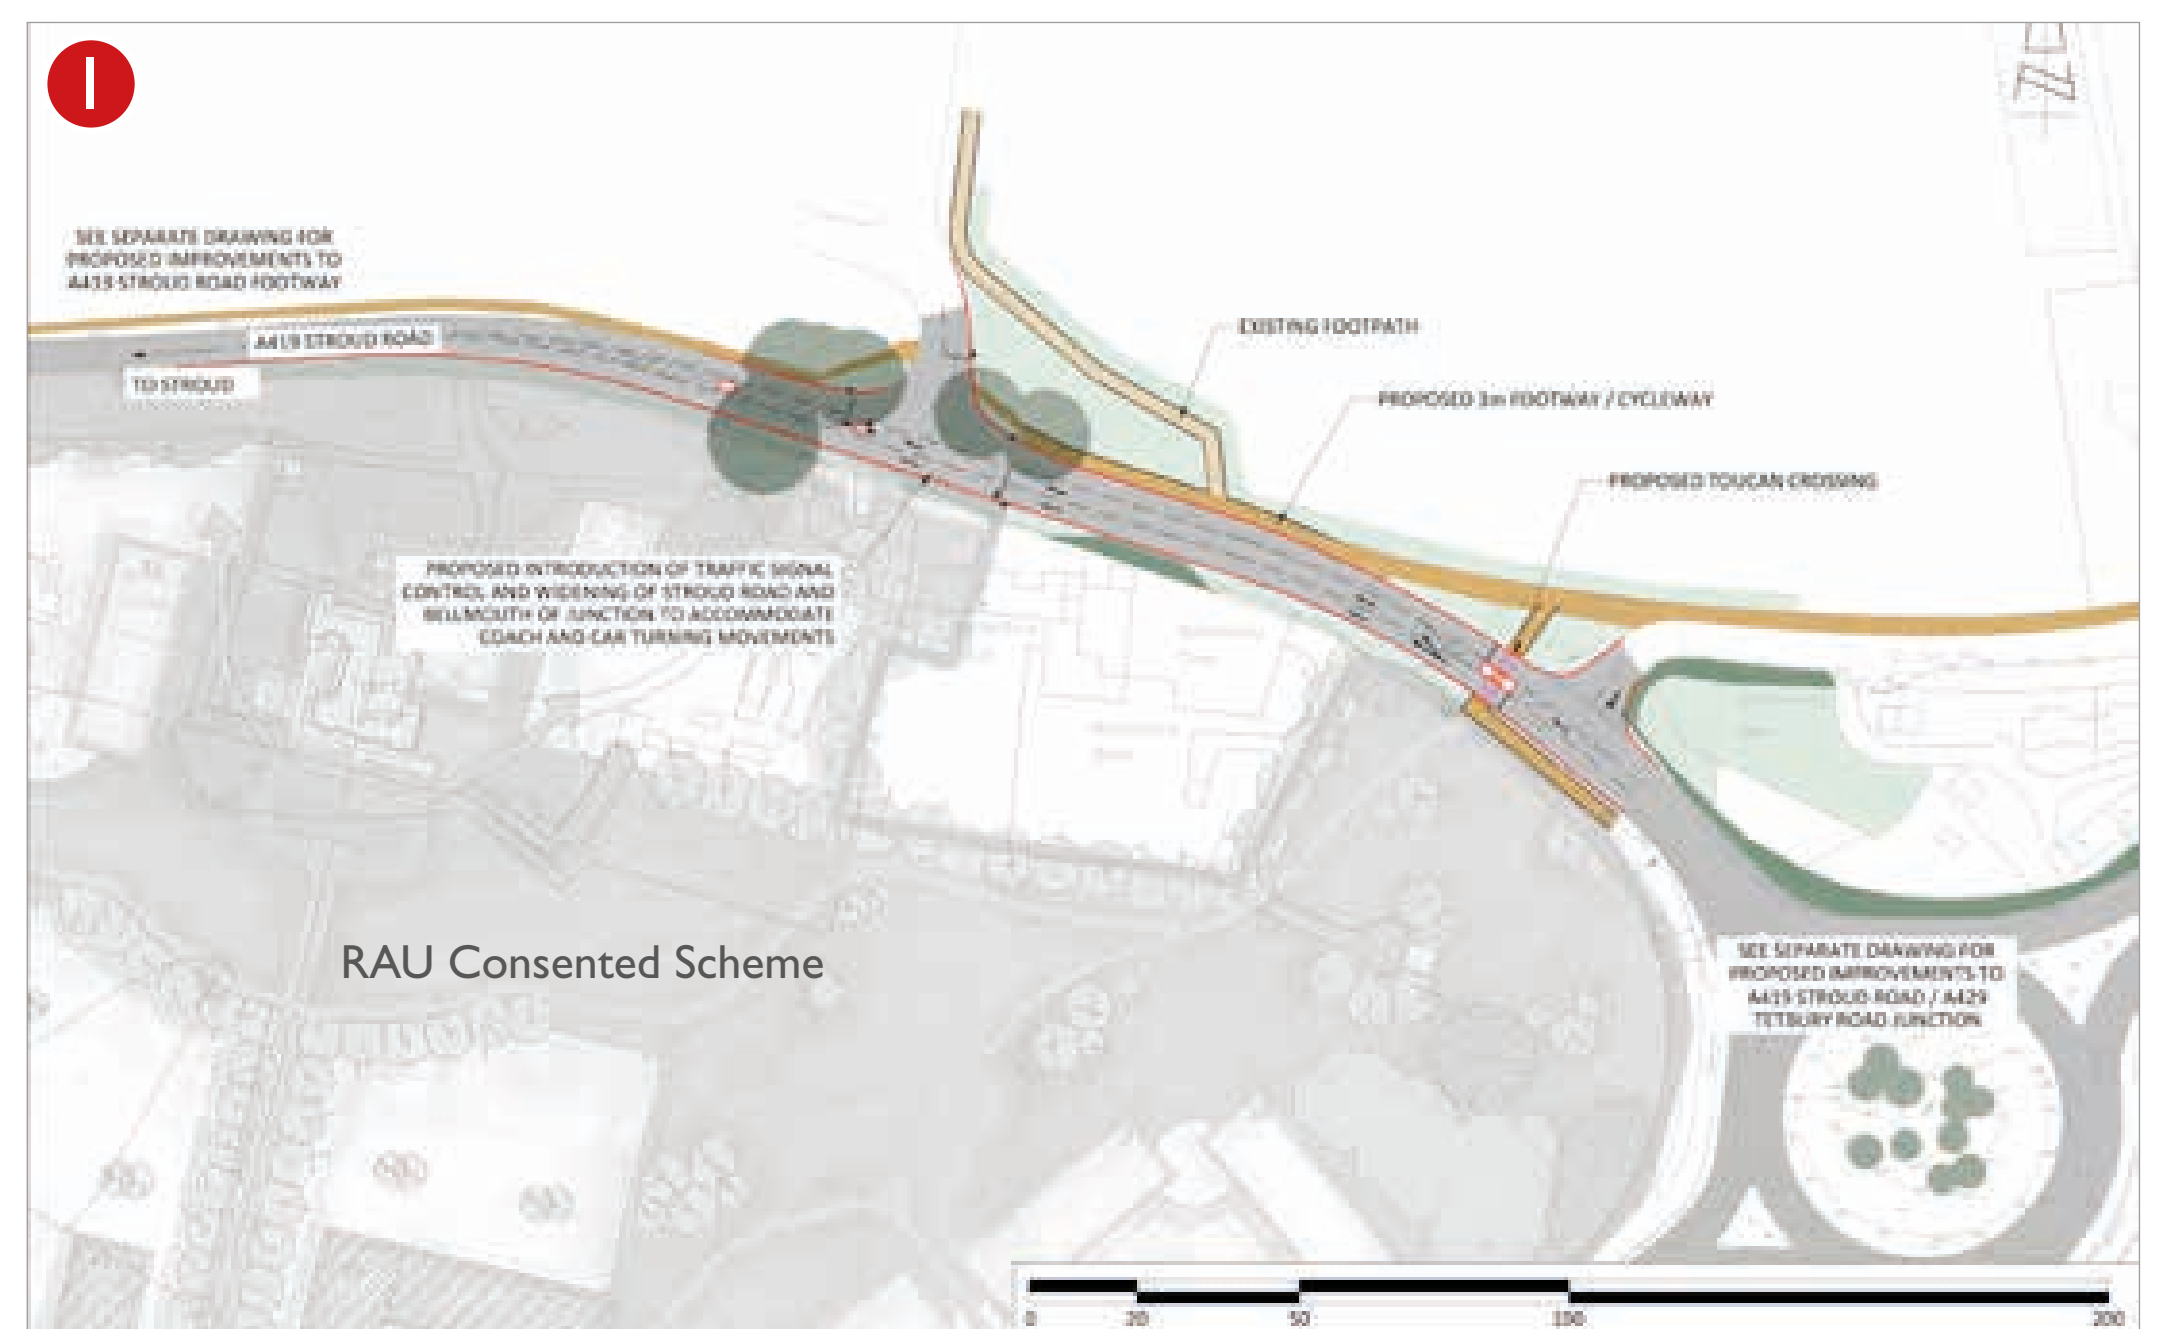 1
SEE SEPARATE DRAWING FOR
PROPOSED IMPROVEMENTS TO
A419 STROUD ROAD FOOTWAY
A419 STROUD ROAD
TO STROUD
EXISTING FOOTPATH
PROPOSED 3m FOOTWAY / CYCLEWAY
PROPOSED TOUCAN CROSSING
PROPOSED INTRODUCTION OF TRAFFIC SIGNAL
CONTROL AND WIDENING OF STROUD ROAD AND
BELLMOUTH OF JUNCTION TO ACCOMMODATE
COACH AND CAR TURNING MOVEMENTS
RAU Consented Scheme
SEE SEPARATE DRAWING FOR
PROPOSED IMPROVEMENTS TO
A419 STROUD ROAD / A429
TETBURY ROAD JUNCTION
0 20 50 100 200